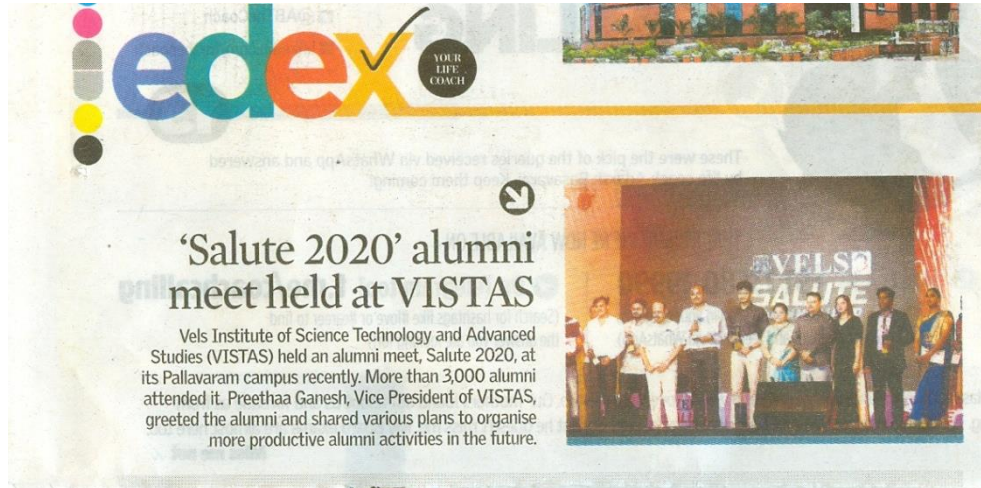 edex
YOUR
LIFE
COACH
These were the pick of the queries received via WhatsApp and answered
Keep them coming!
‘Salute 2020’ alumni
meet held at VISTAS
Vels Institute of Science Technology and Advanced
Studies (VISTAS) held an alumni meet, Salute 2020, at
its Pallavaram campus recently. More than 3,000 alumni
attended it. Preethaa Ganesh, Vice President of VISTAS,
greeted the alumni and shared various plans to organise
more productive alumni activities in the future.
VELS
SALUTE